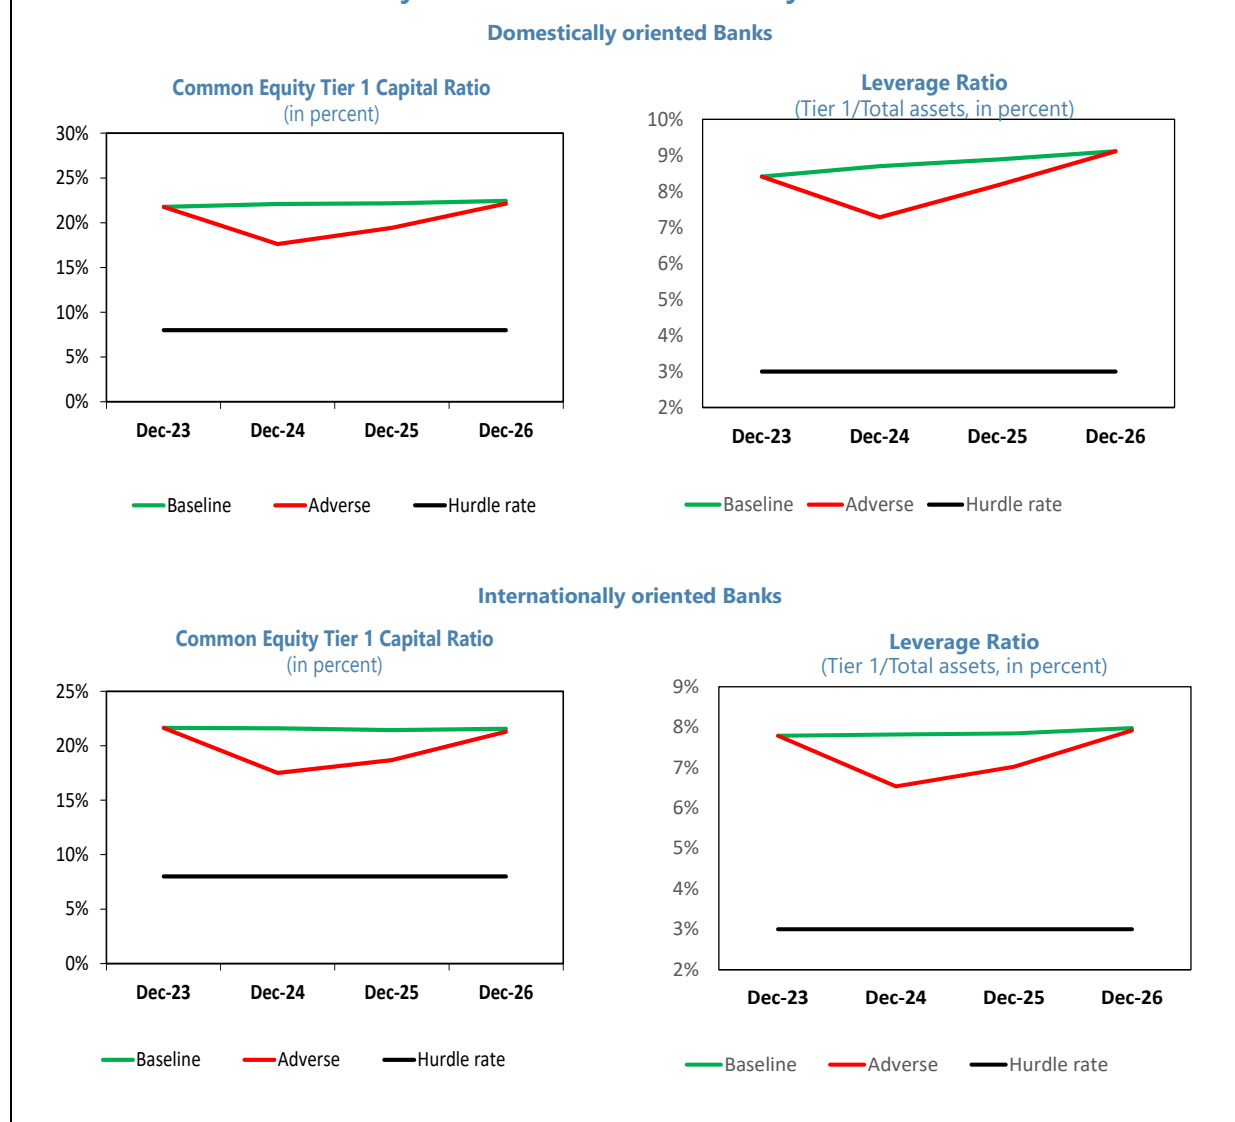 Domestically oriented Banks
Common Equity Tier 1 Capital Ratio
(in percent)
30%
25%
20%
15%
10%
5%
0%
Dec-23 Dec-24 Dec-25 Dec-26
Baseline Adverse Hurdle rate
Leverage Ratio
(Tier 1/Total assets, in percent)
10%
9%
8%
7%
6%
5%
4%
3%
2%
Dec-23 Dec-24 Dec-25 Dec-26
Baseline Adverse Hurdle rate
Internationally oriented Banks
Common Equity Tier 1 Capital Ratio
(in percent)
25%
20%
15%
10%
5%
0%
Dec-23 Dec-24 Dec-25 Dec-26
Baseline Adverse Hurdle rate
Leverage Ratio
(Tier 1/Total assets, in percent)
9%
8%
7%
6%
5%
4%
3%
2%
Dec-23 Dec-24 Dec-25 Dec-26
Baseline Adverse Hurdle rate